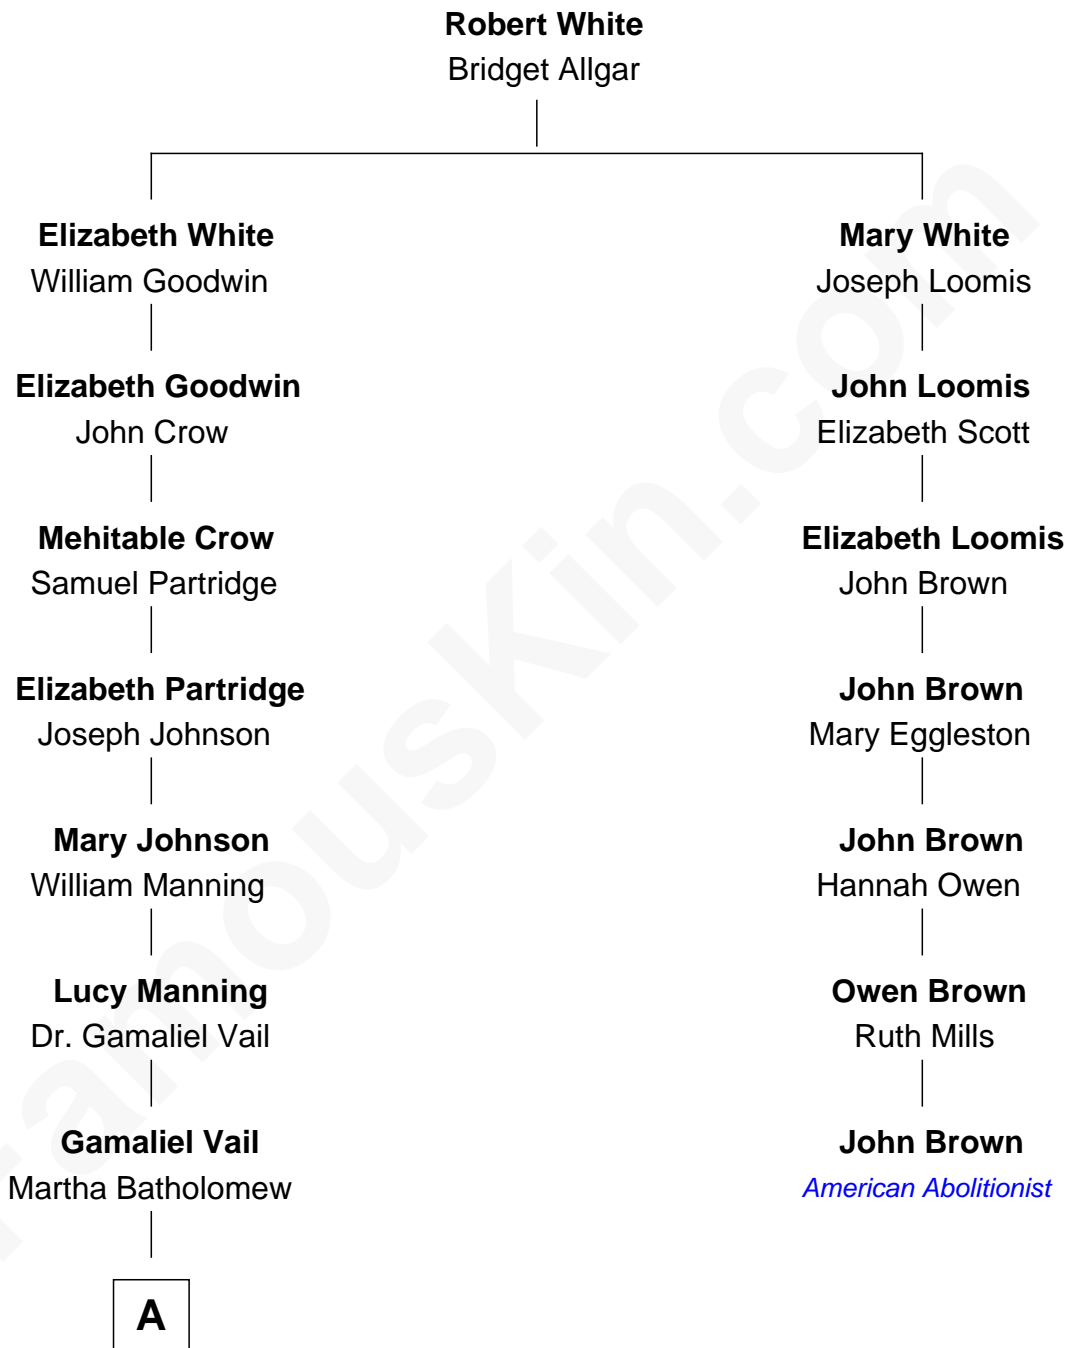 Robert White
Bridget Allgar
Elizabeth White
William Goodwin
Mary White
Joseph Loomis
Elizabeth Goodwin
John Crow
John Loomis
Elizabeth Scott
Mehitable Crow
Samuel Partridge
Elizabeth Loomis
John Brown
Elizabeth Partridge
Joseph Johnson
John Brown
Mary Eggleston
Mary Johnson
William Manning
John Brown
Hannah Owen
Lucy Manning
Dr. Gamaliel Vail
Owen Brown
Ruth Mills
Gamaliel Vail
Martha Batholomew
John Brown
American Abolitionist
A
FamousKin.com